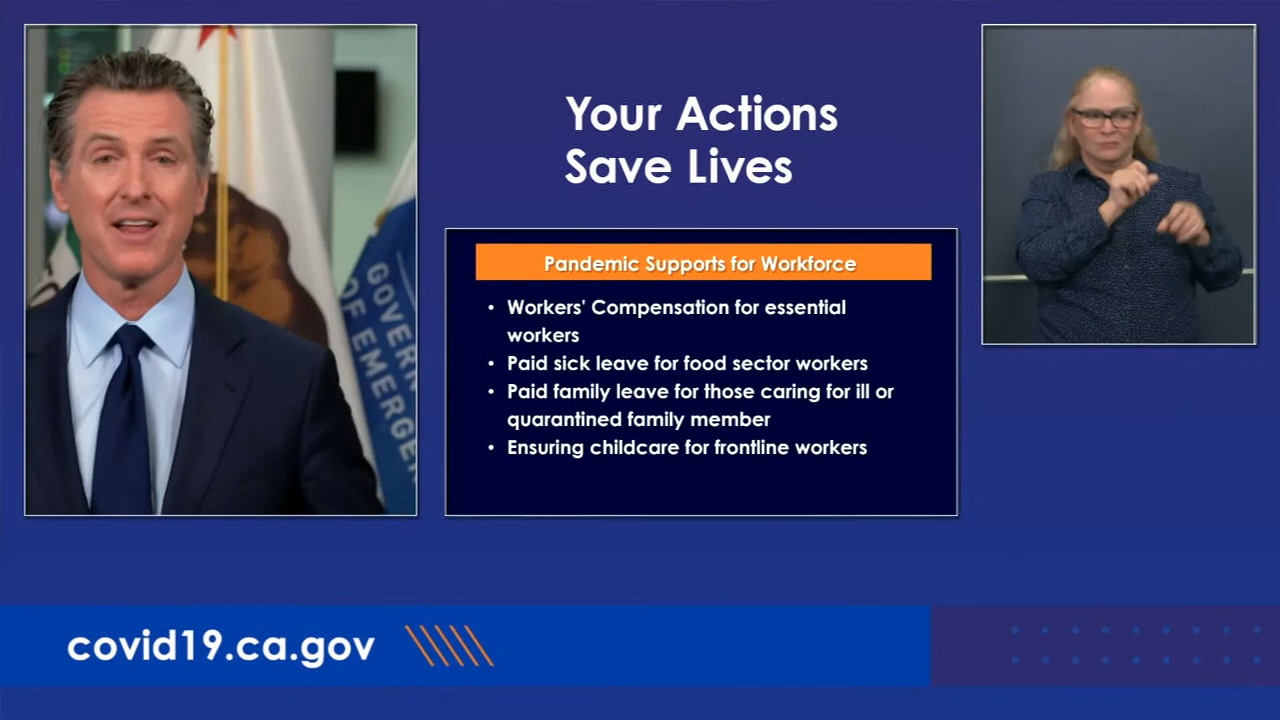 Your Actions
Save Lives
Pandemic Supports for Workforce
• Workers' Compensation for essential
workers
• Paid sick leave for food sector workers
• Paid family leave for those caring for ill or
quarantined family member
• Ensuring childcare for frontline workers
covid19.ca.gov